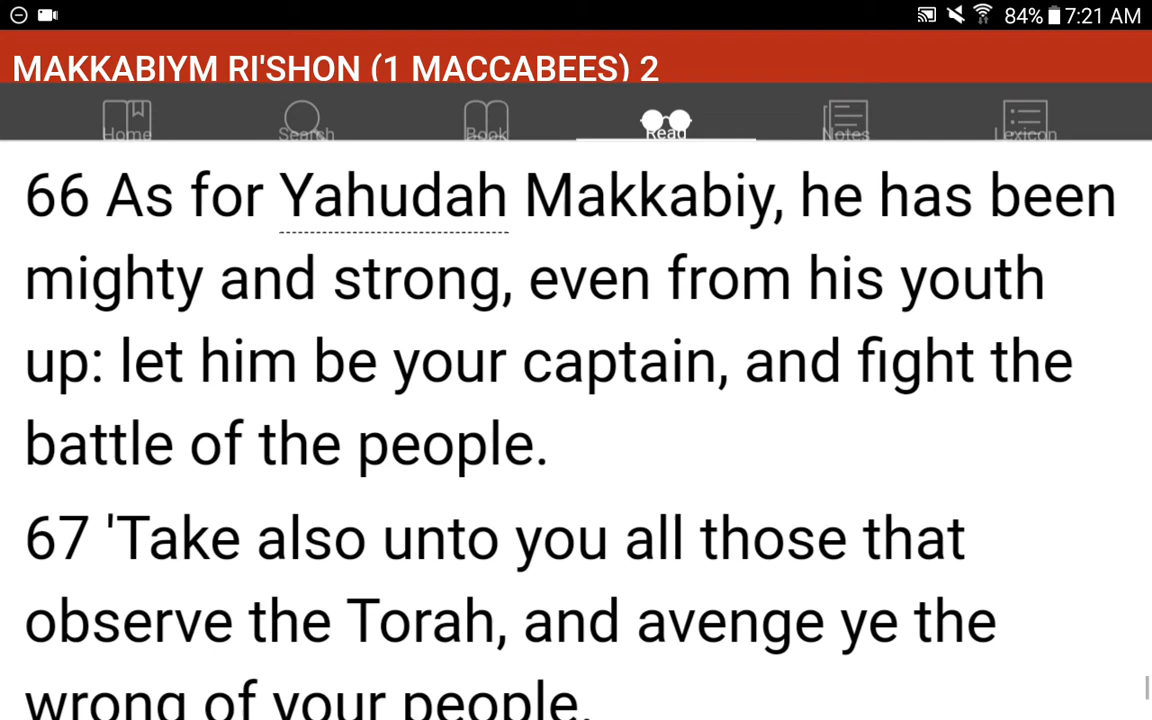 84% 7:21 AM
MAKKABIYM RI'SHON (1 MACCABEES) 2
Home Search Book Read Notes Lexicon
66 As for Yahudah Makkabiy, he has been
mighty and strong, even from his youth
up: let him be your captain, and fight the
battle of the people.
67 'Take also unto you all those that
observe the Torah, and avenge ye the
wrong of your people.